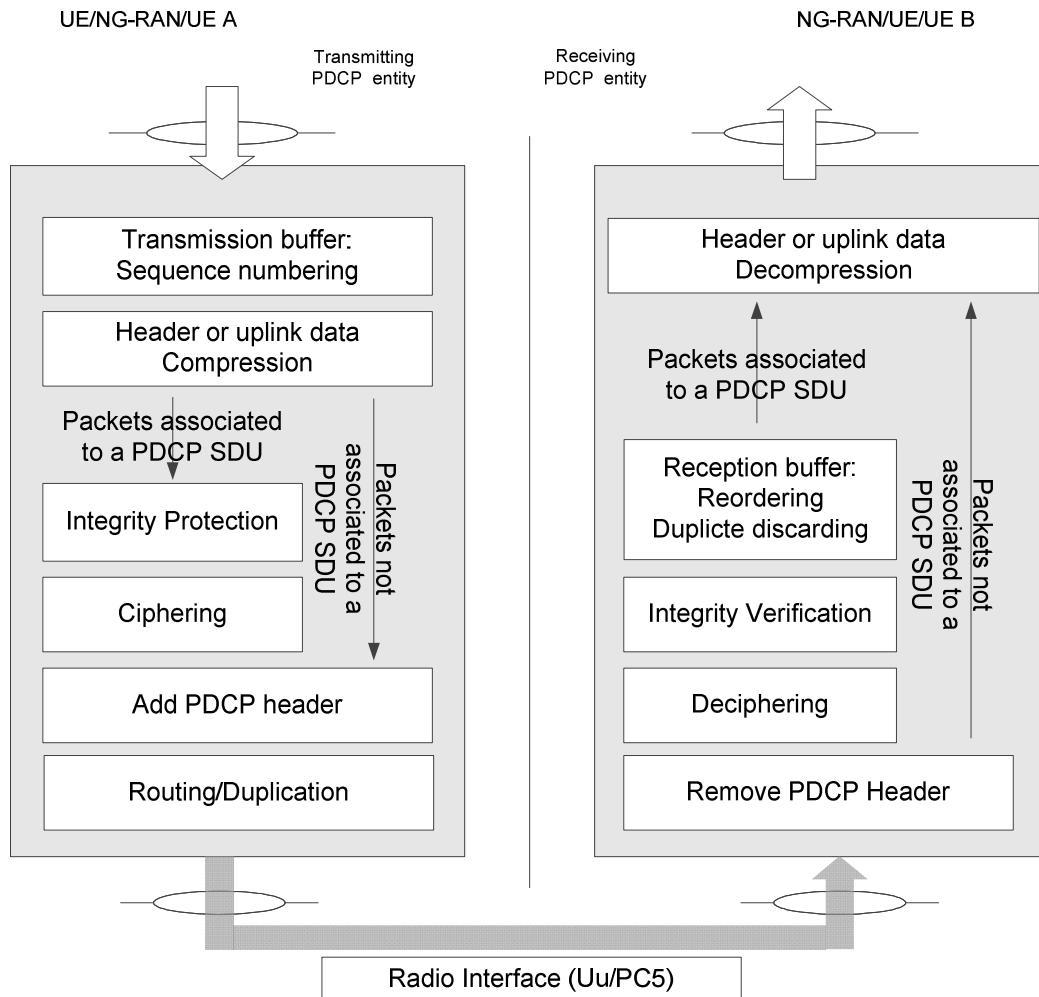 UE/NG-RAN/UE A
NG-RAN/UE/UE B
Transmitting
PDCP entity
Receiving
PDCP entity
Transmission buffer:
Sequence numbering
Header or uplink data
Compression
Packets associated
to a PDCP SDU
Packets not
associated to a
PDCP SDU
Integrity Protection
Ciphering
Add PDCP header
Routing/Duplication
Header or uplink data
Decompression
Packets associated
to a PDCP SDU
Packets not
associated to a
PDCP SDU
Reception buffer:
Reordering
Duplicte discarding
Integrity Verification
Deciphering
Remove PDCP Header
Radio Interface (Uu/PC5)